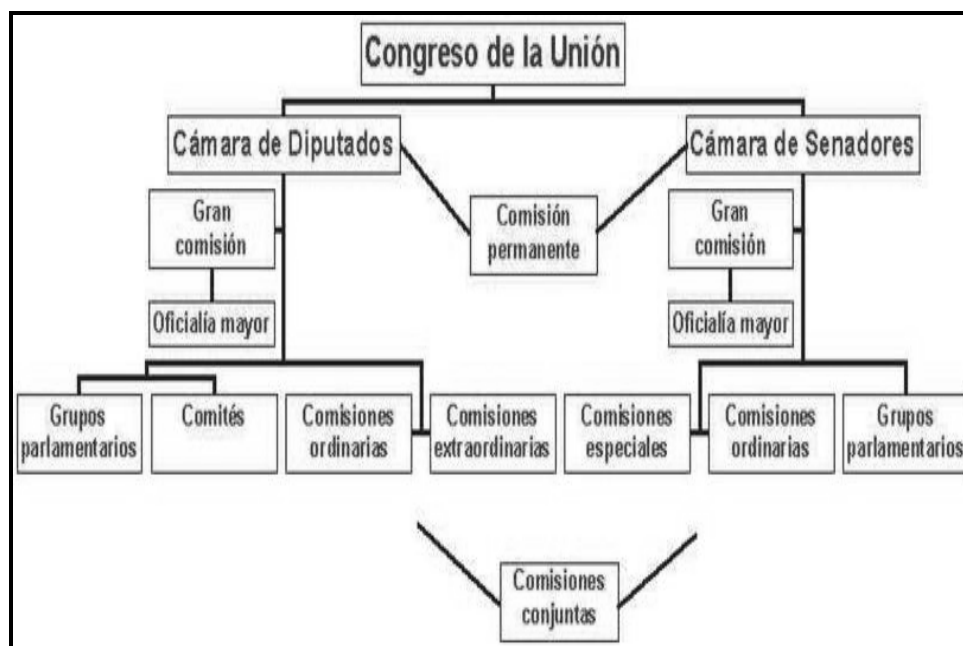 Congreso de la Unión
Cámara de Diputados
Cámara de Senadores
Gran
comisión
Comisión
permanente
Gran
comisión
Oficialía mayor
Oficialía mayor
Grupos
parlamentarios
Comités
Comisiones
ordinarias
Comisiones
extraordinarias
Comisiones
especiales
Comisiones
ordinarias
Grupos
parlamentarios
Comisiones
conjuntas